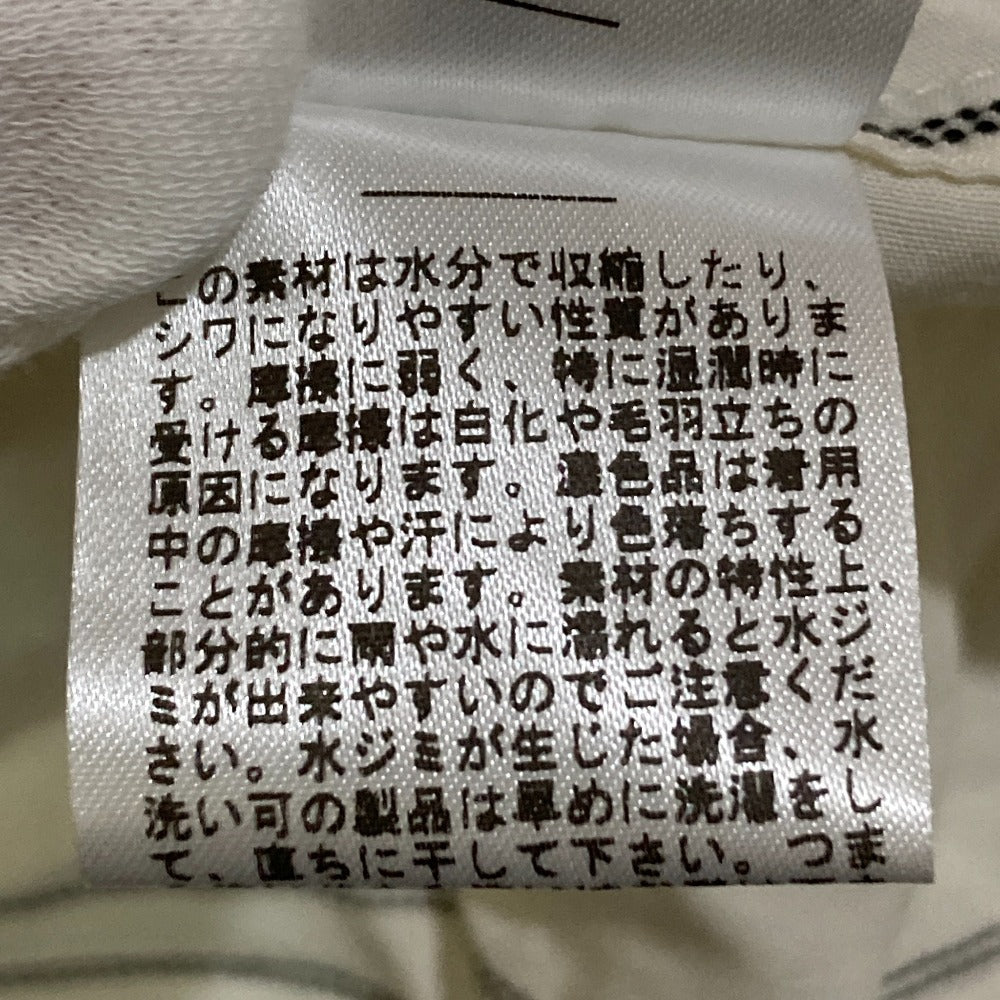 この素材は水分で収縮したり、
シワになりやすい性質がありま
す。摩擦に弱く、特に湿潤時に
受ける摩擦は白化や毛羽立ちの
原因になります。濃色品は着用
中の摩擦や汗により色落ちする
ことがあります。素材の特性上、
部分的に雨や水に濡れると水ジ
ミが出来やすいのでご注意くだ
さい。水ジミが生じた場合、水
洗い可の製品は早めに洗濯をし
て、直ちに干して下さい。つま